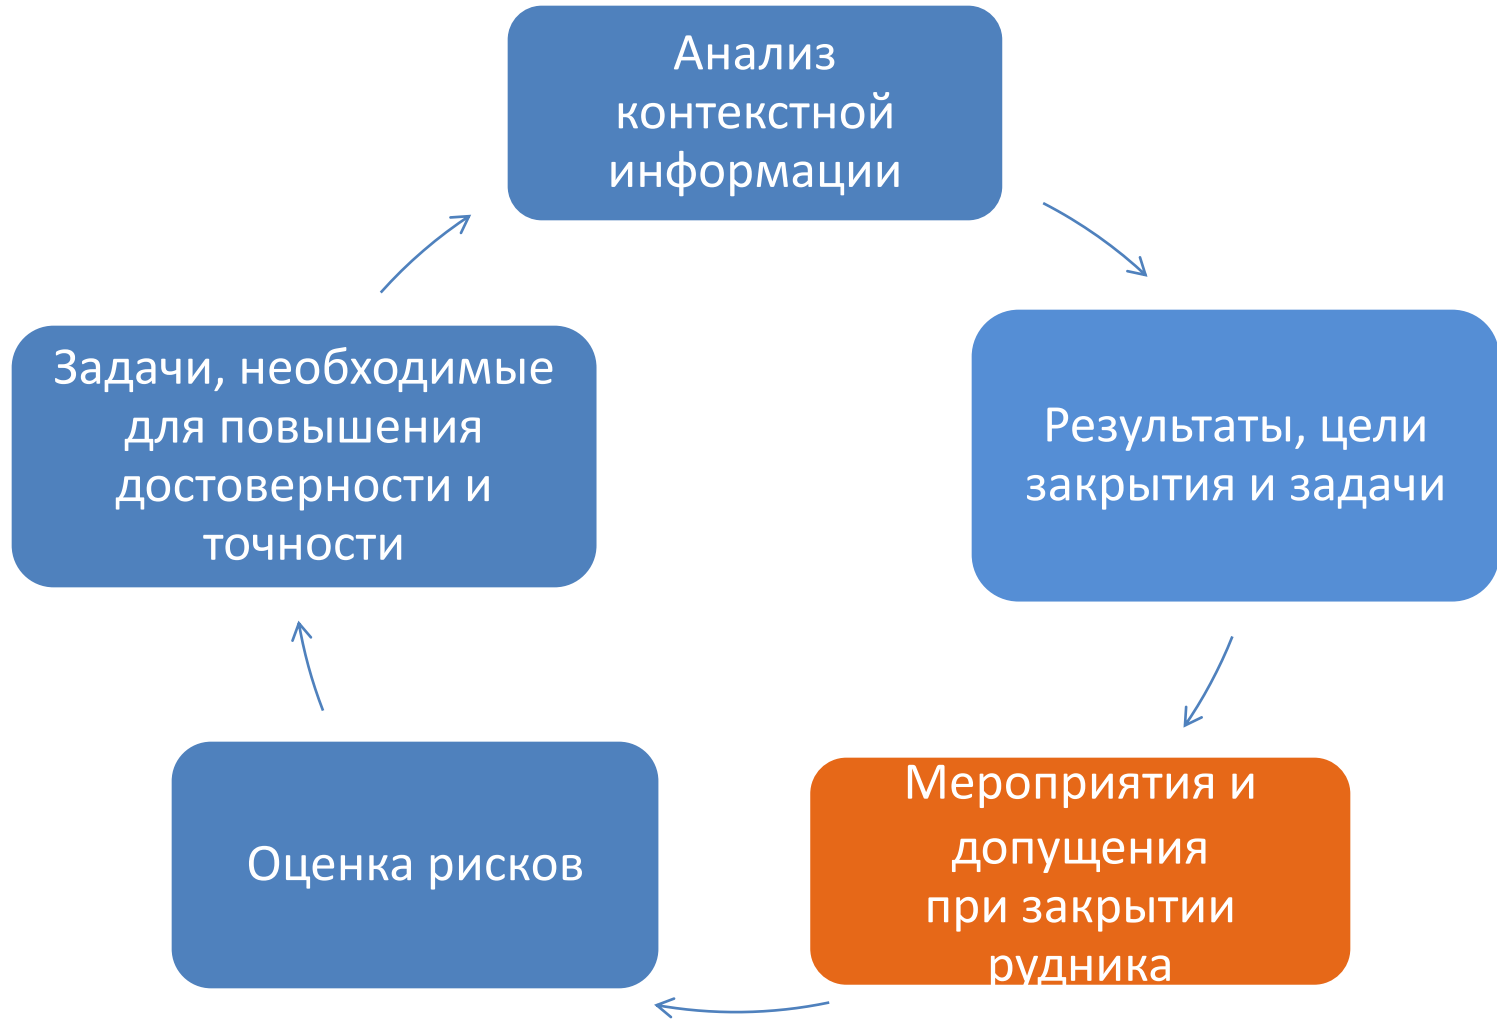 Анализ
контекстной
информации
Результаты, цели
закрытия и задачи
Мероприятия и
допущения
при закрытии
рудника
Оценка рисков
Задачи, необходимые
для повышения
достоверности и
точности